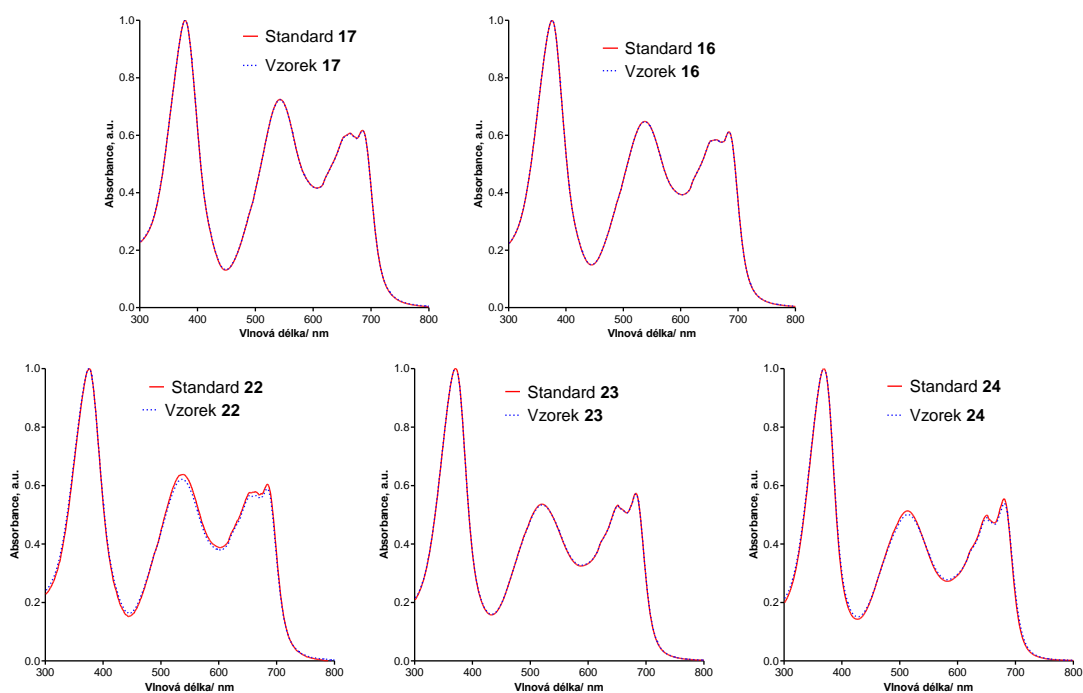 Standard 17
Vzorek 17
1.0
0.8
0.6
0.4
0.2
0.0
Absorbance, a.u.
300 400 500 600 700 800
Vlnová délka/ nm
Standard 16
Vzorek 16
1.0
0.8
0.6
0.4
0.2
0.0
Absorbance, a.u.
300 400 500 600 700 800
Vlnová délka/ nm
Standard 22
Vzorek 22
1.0
0.8
0.6
0.4
0.2
0.0
Absorbance, a.u.
300 400 500 600 700 800
Vlnová délka/ nm
Standard 23
Vzorek 23
1.0
0.8
0.6
0.4
0.2
0.0
Absorbance, a.u.
300 400 500 600 700 800
Vlnová délka/ nm
Standard 24
Vzorek 24
1.0
0.8
0.6
0.4
0.2
0.0
Absorbance, a.u.
300 400 500 600 700 800
Vlnová délka/ nm